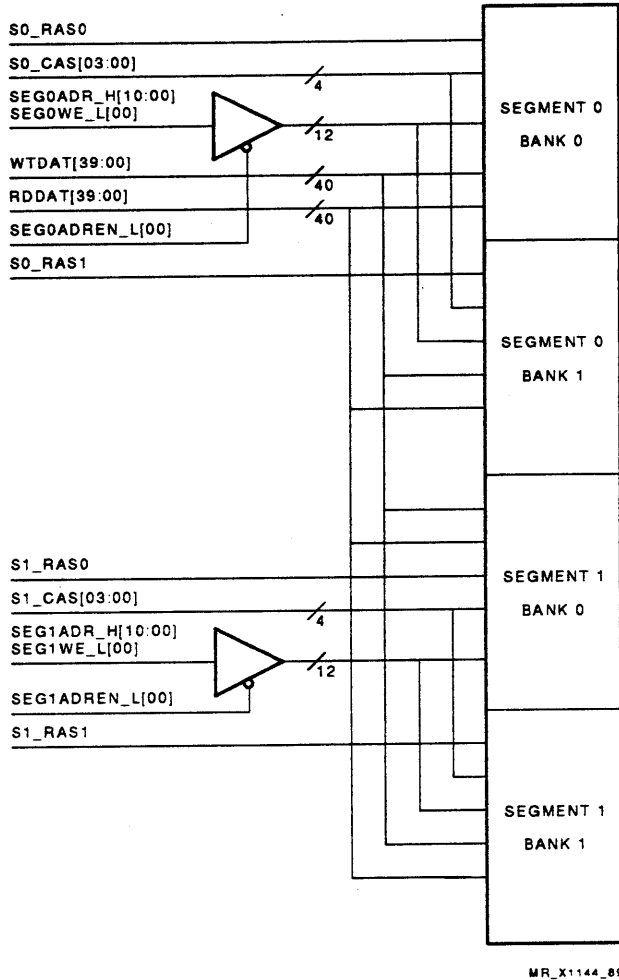 S0_RAS0
S0_CAS[03:00]
4
SEG0ADR_H[10:00]
SEG0WE_L[00]
12
WTDAT[39:00]
40
RDDAT[39:00]
40
SEG0ADREN_L[00]
S0_RAS1
SEGMENT 0
BANK 0
SEGMENT 0
BANK 1
S1_RAS0
S1_CAS[03:00]
4
SEG1ADR_H[10:00]
SEG1WE_L[00]
12
SEG1ADREN_L[00]
S1_RAS1
SEGMENT 1
BANK 0
SEGMENT 1
BANK 1
MR_X1144_89